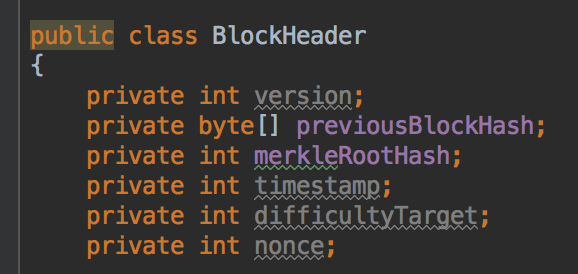 public class BlockHeader
{
private int version;
private byte[] previousBlockHash;
private int merkleRootHash;
private int timestamp;
private int difficultyTarget;
private int nonce;